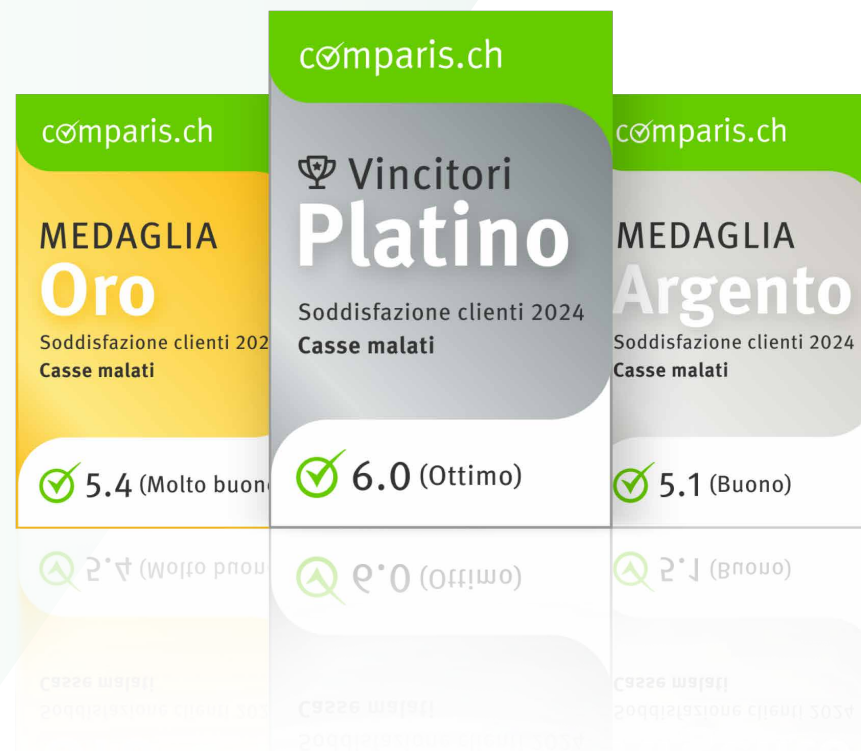 comparis.ch
MEDAGLIA
Oro
Soddisfazione clienti 202
Casse malati
5.4 (Molto buon
comparis.ch
Vincitori
Platino
Soddisfazione clienti 2024
Casse malati
6.0 (Ottimo)
comparis.ch
MEDAGLIA
Argento
Soddisfazione clienti 2024
Casse malati
5.1 (Buono)